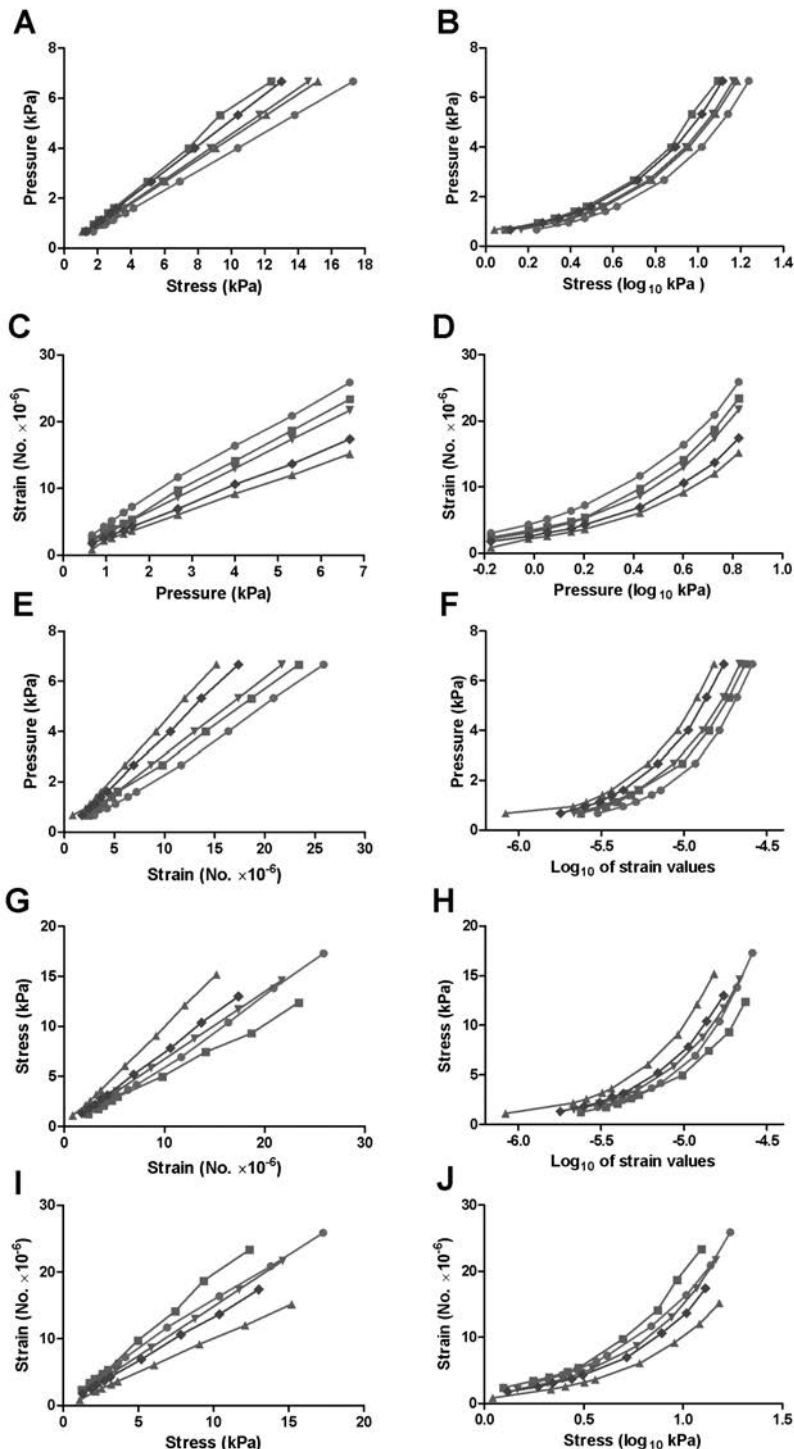 A
B
Pressure (kPa)
8
6
4
2
0
0 2 4 6 8 10 12 14 16 18
Stress (kPa)
Pressure (kPa)
8
6
4
2
0
0.0 0.2 0.4 0.6 0.8 1.0 1.2 1.4
Stress (log10 kPa )
C
D
Strain (No. ×10-6)
30
20
10
0
0 1 2 3 4 5 6 7
Pressure (kPa)
Strain (No. ×10-6)
30
20
10
0
-0.2 0.0 0.2 0.4 0.6 0.8 1.0
Pressure (log10 kPa)
E
F
Pressure (kPa)
8
6
4
2
0
0 5 10 15 20 25 30
Strain (No. ×10-6)
Pressure (kPa)
8
6
4
2
0
-6.0 -5.5 -5.0 -4.5
Log10 of strain values
G
H
Stress (kPa)
20
15
10
5
0
0 10 20 30
Strain (No. ×10-6)
Stress (kPa)
20
15
10
5
0
-6.0 -5.5 -5.0 -4.5
Log10 of strain values
I
J
Strain (No. ×10-6)
30
20
10
0
0 5 10 15 20
Stress (kPa)
Strain (No. ×10-6)
30
20
10
0
0.0 0.5 1.0 1.5
Stress (log10 kPa)